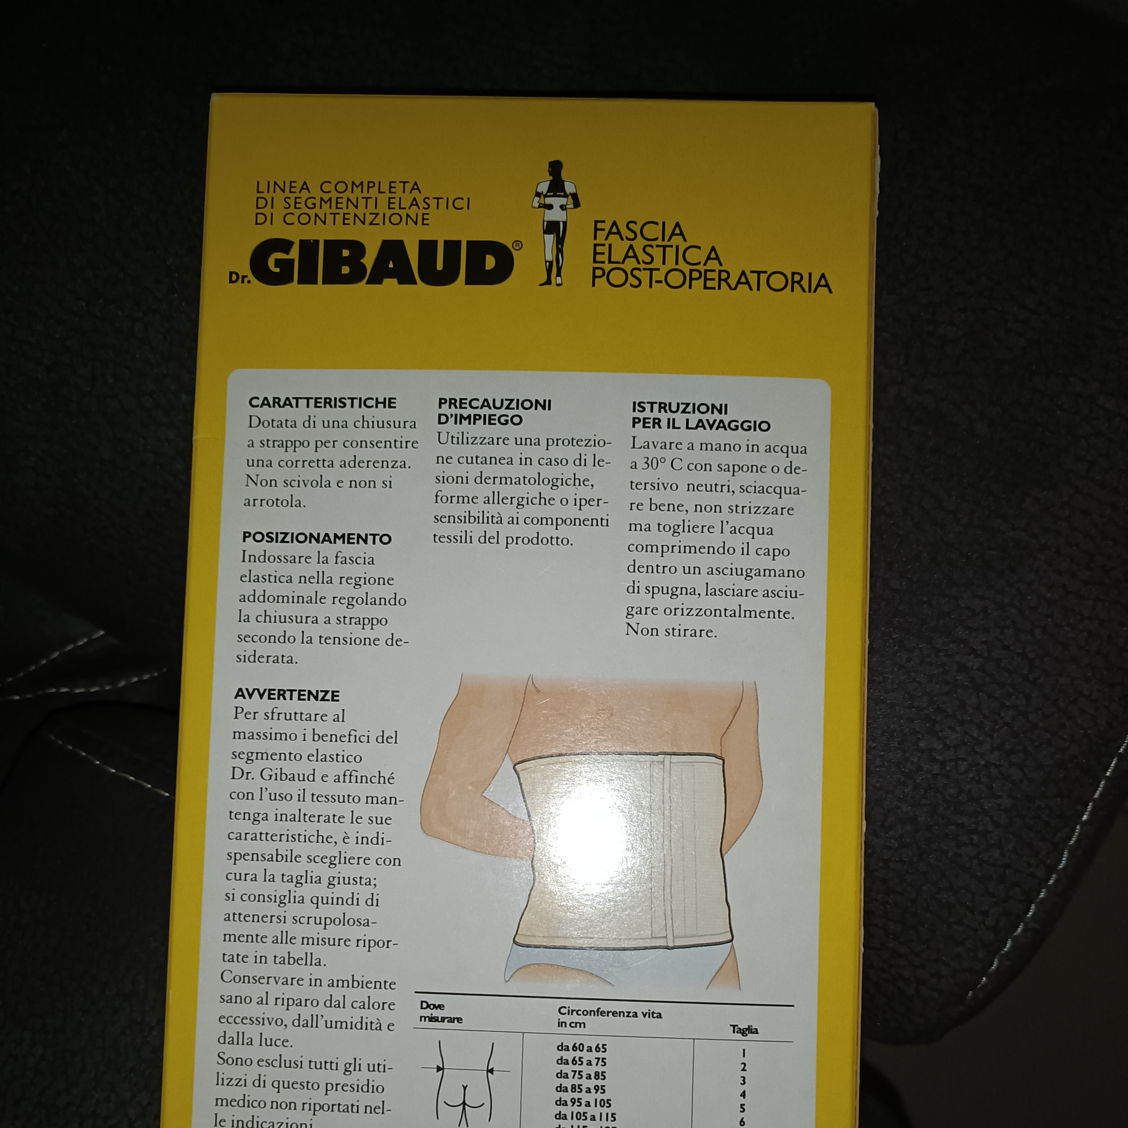 LINEA COMPLETA
DI SEGMENTI ELASTICI
DI CONTENZIONE
Dr. GIBAUD®
FASCIA
ELASTICA
POST-OPERATORIA
CARATTERISTICHE
Dotata di una chiusura
a strappo per consentire
una corretta aderenza.
Non scivola e non si
arrotola.
POSIZIONAMENTO
Indossare la fascia
elastica nella regione
addominale regolando
la chiusura a strappo
secondo la tensione de-
siderata.
AVVERTENZE
Per sfruttare al
massimo i benefici del
segmento elastico
Dr. Gibaud e affinché
con l'uso il tessuto man-
tenga inalterate le sue
caratteristiche, è indi-
spensabile scegliere con
cura la taglia giusta;
si consiglia quindi di
attenersi scrupolosa-
mente alle misure ripor-
tate in tabella.
Conservare in ambiente
sano al riparo dal calore
eccessivo, dall'umidità e
dalla luce.
Sono esclusi tutti gli uti-
lizzi di questo presidio
medico non riportati nel-
le indicazioni
PRECAUZIONI
D'IMPIEGO
Utilizzare una protezio-
ne cutanea in caso di le-
sioni dermatologiche,
forme allergiche o iper-
sensibilità ai componenti
tessili del prodotto.
ISTRUZIONI
PER IL LAVAGGIO
Lavare a mano in acqua
a 30° C con sapone o de-
tersivo neutri, sciacqua-
re bene, non strizzare
ma togliere l'acqua
comprimendo il capo
dentro un asciugamano
di spugna, lasciare asciu-
gare orizzontalmente.
Non stirare.
Dove
misurare
Circonferenza vita
in cm
Taglia
da 60 a 65 1
da 65 a 75 2
da 75 a 85 3
da 85 a 95 4
da 95 a 105 5
da 105 a 115 6